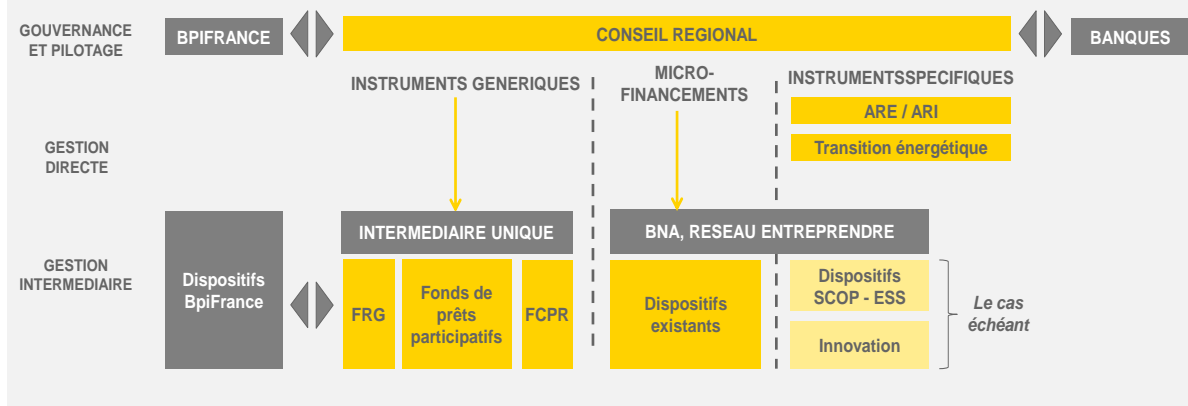 GOUVERNANCE
ET PILOTAGE
BPIFRANCE
CONSEIL REGIONAL
BANQUES
INSTRUMENTS GENERIQUES
MICRO-
FINANCEMENTS
INSTRUMENTSSPECIFIQUES
ARE / ARI
GESTION
DIRECTE
Transition énergétique
INTERMEDIAIRE UNIQUE
BNA, RESEAU ENTREPRENDRE
GESTION
INTERMEDIAIRE
Dispositifs
BpiFrance
FRG
Fonds de
prêts
participatifs
FCPR
Dispositifs
existants
Dispositifs
SCOP - ESS
Innovation
Le cas
échéant